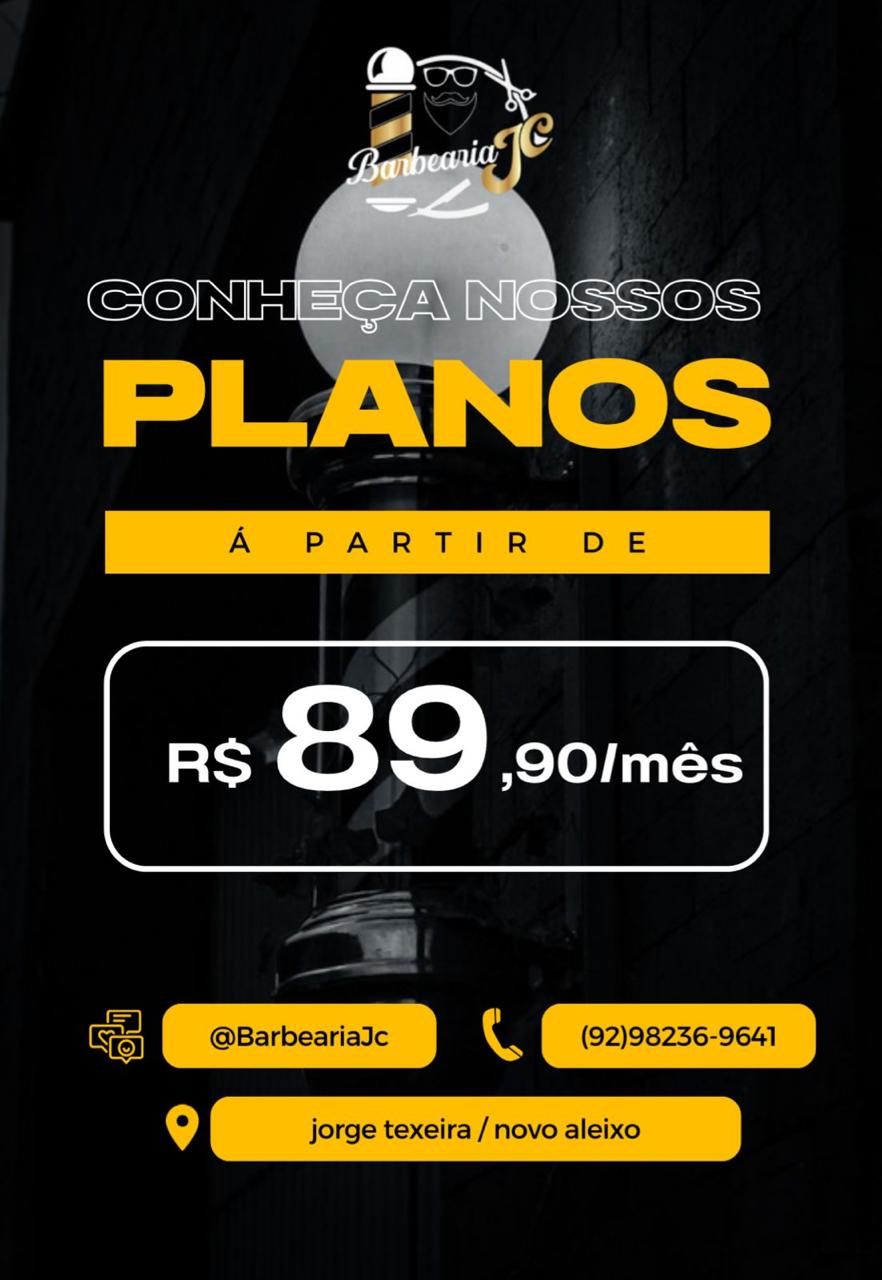 Barbearia JC
CONHEÇA NOSSOS
PLANOS
Á PARTIR DE
R$ 89,90/mês
@BarbeariaJc
(92)98236-9641
jorge texeira / novo aleixo